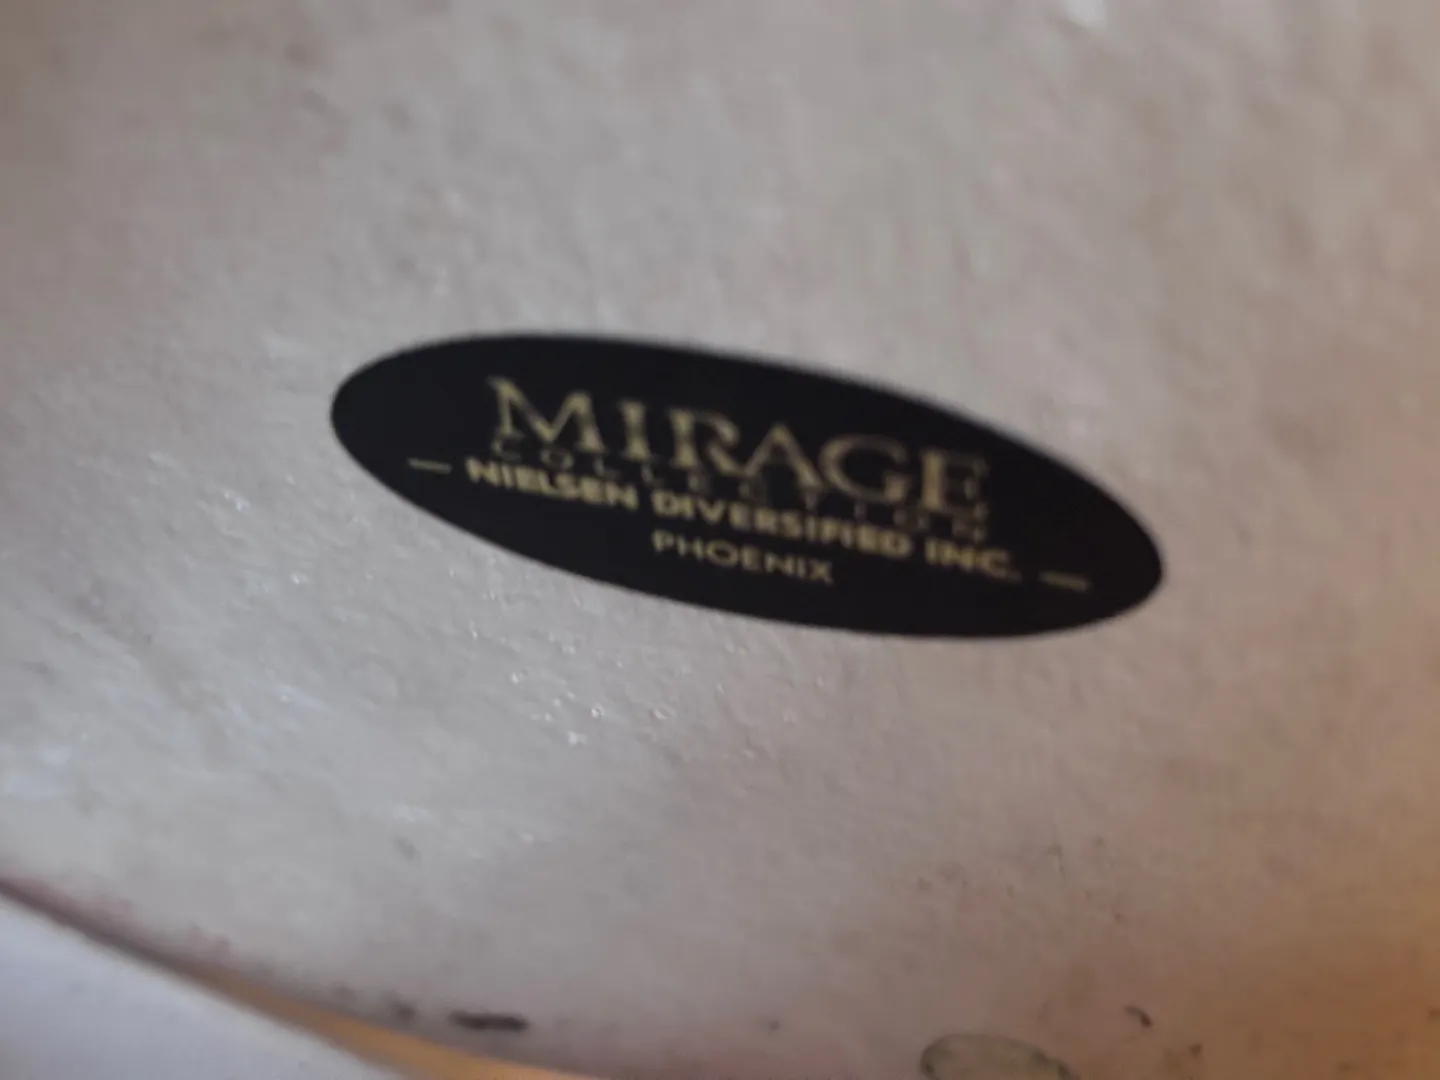 MIRAGE
COLLECTION
— NIELSEN DIVERSIFIED INC. —
PHOENIX